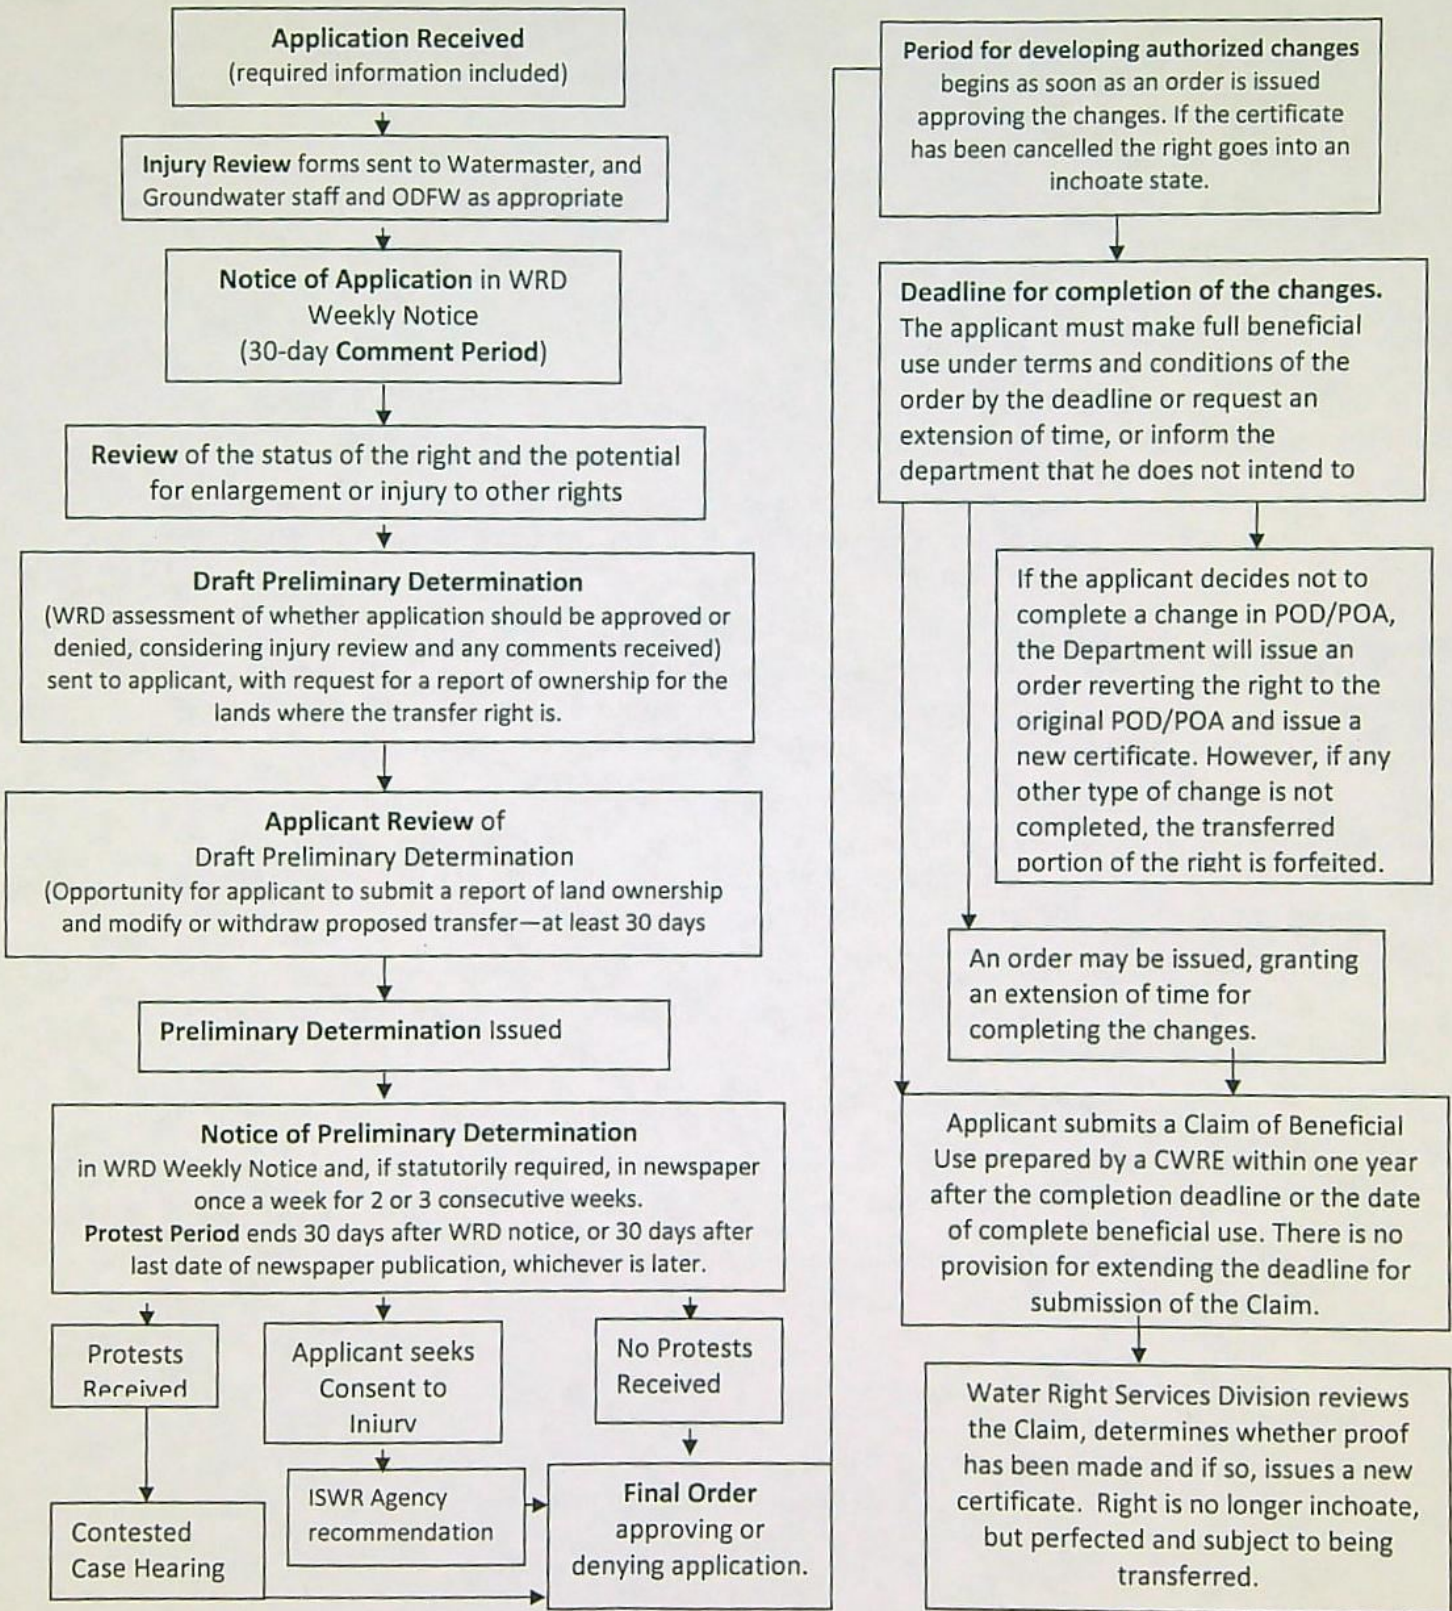 Application Received
(required information included)
Injury Review forms sent to Watermaster, and
Groundwater staff and ODFW as appropriate
Notice of Application in WRD
Weekly Notice
(30-day Comment Period)
Review of the status of the right and the potential
for enlargement or injury to other rights
Draft Preliminary Determination
(WRD assessment of whether application should be approved or
denied, considering injury review and any comments received)
sent to applicant, with request for a report of ownership for the
lands where the transfer right is.
Applicant Review of
Draft Preliminary Determination
(Opportunity for applicant to submit a report of land ownership
and modify or withdraw proposed transfer—at least 30 days
Preliminary Determination Issued
Notice of Preliminary Determination
in WRD Weekly Notice and, if statutorily required, in newspaper
once a week for 2 or 3 consecutive weeks.
Protest Period ends 30 days after WRD notice, or 30 days after
last date of newspaper publication, whichever is later.
Protests
Received
Applicant seeks
Consent to
Injury
No Protests
Received
Contested
Case Hearing
ISWR Agency
recommendation
Final Order
approving or
denying application.
Period for developing authorized changes
begins as soon as an order is issued
approving the changes. If the certificate
has been cancelled the right goes into an
inchoate state.
Deadline for completion of the changes.
The applicant must make full beneficial
use under terms and conditions of the
order by the deadline or request an
extension of time, or inform the
department that he does not intend to
If the applicant decides not to
complete a change in POD/POA,
the Department will issue an
order reverting the right to the
original POD/POA and issue a
new certificate. However, if any
other type of change is not
completed, the transferred
portion of the right is forfeited.
An order may be issued, granting
an extension of time for
completing the changes.
Applicant submits a Claim of Beneficial
Use prepared by a CWRE within one year
after the completion deadline or the date
of complete beneficial use. There is no
provision for extending the deadline for
submission of the Claim.
Water Right Services Division reviews
the Claim, determines whether proof
has been made and if so, issues a new
certificate. Right is no longer inchoate,
but perfected and subject to being
transferred.